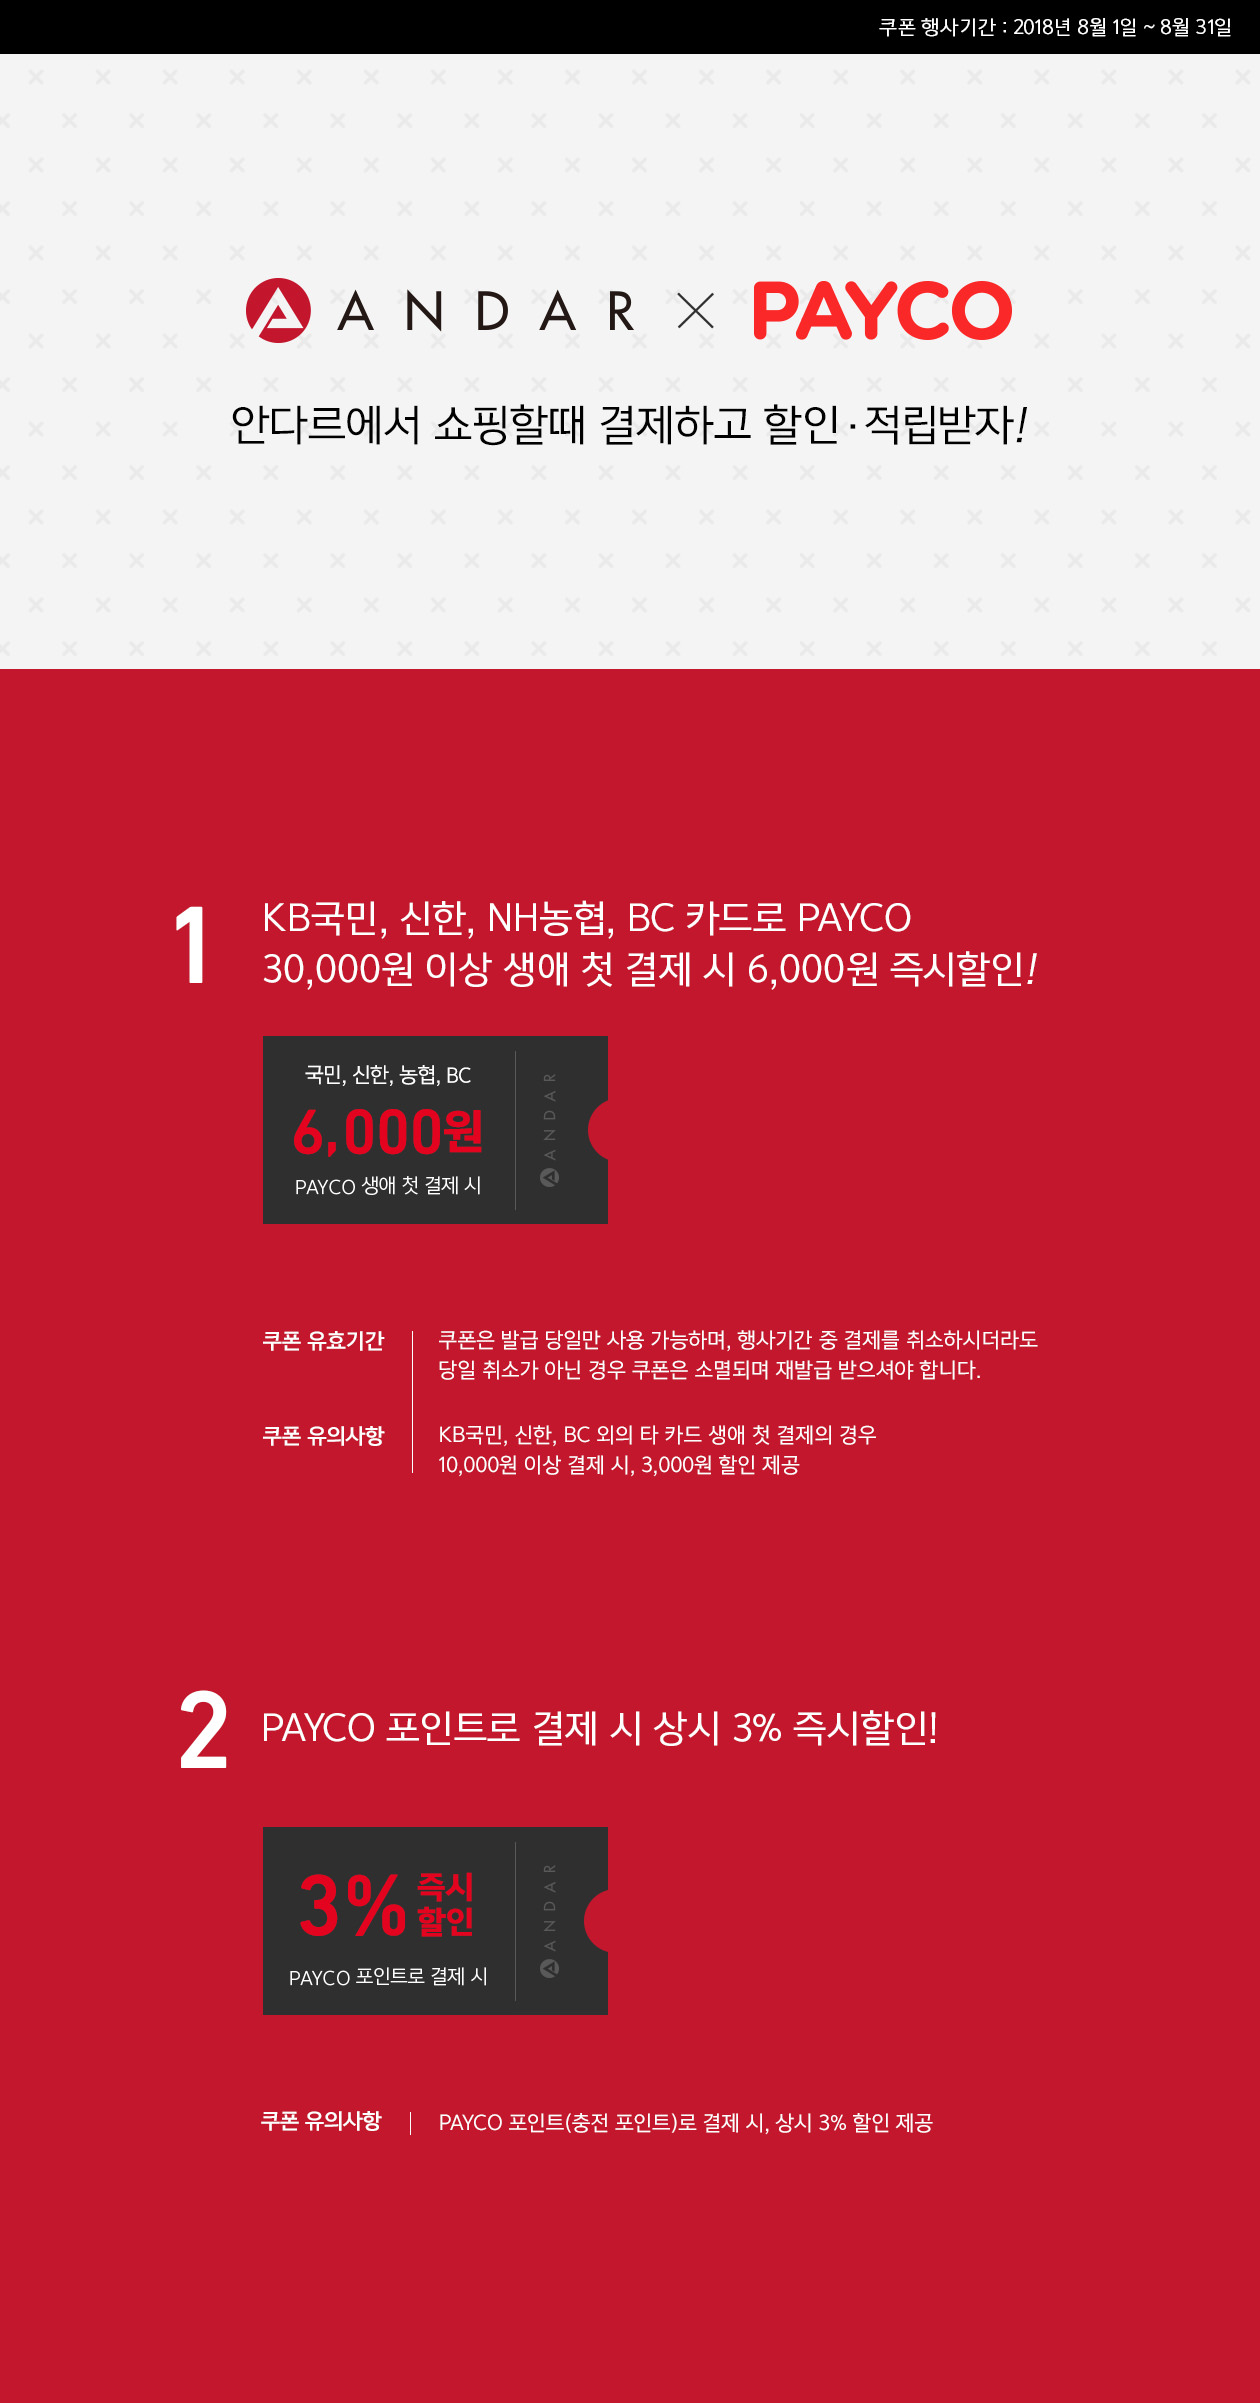 쿠폰 행사기간 : 2018년 8월 1일 ~ 8월 31일
ANDAR × PAYCO
안다르에서 쇼핑할때 결제하고 할인·적립받자!
1
KB국민, 신한, NH농협, BC 카드로 PAYCO
30,000원 이상 생애 첫 결제 시 6,000원 즉시할인!
국민, 신한, 농협, BC
6,000원
PAYCO 생애 첫 결제 시
ANDAR
쿠폰 유효기간
쿠폰은 발급 당일만 사용 가능하며, 행사기간 중 결제를 취소하시더라도
당일 취소가 아닌 경우 쿠폰은 소멸되며 재발급 받으셔야 합니다.
쿠폰 유의사항
KB국민, 신한, BC 외의 타 카드 생애 첫 결제의 경우
10,000원 이상 결제 시, 3,000원 할인 제공
2
PAYCO 포인트로 결제 시 상시 3% 즉시할인!
3% 즉시
할인
PAYCO 포인트로 결제 시
ANDAR
쿠폰 유의사항
PAYCO 포인트(충전 포인트)로 결제 시, 상시 3% 할인 제공